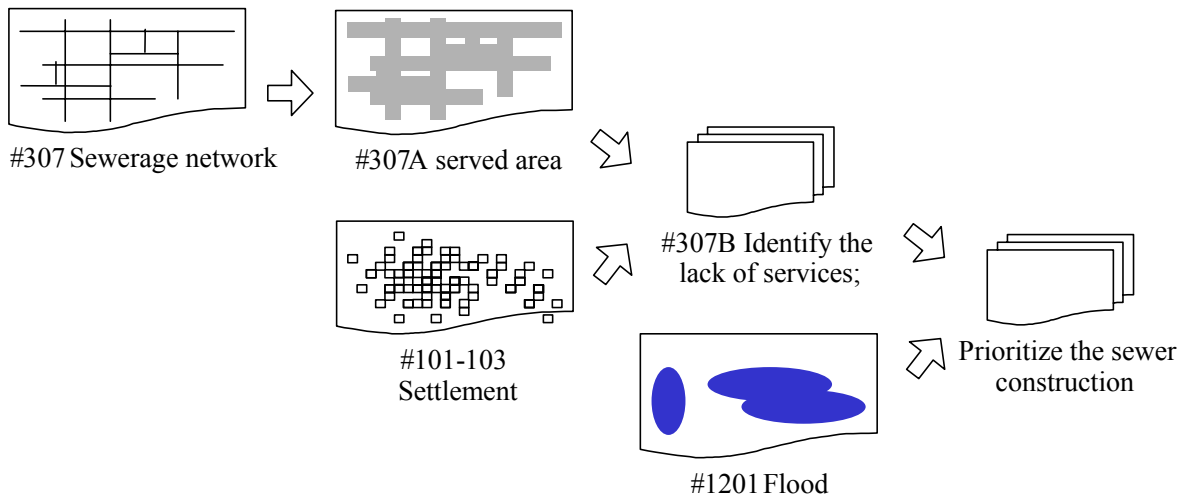 #307 Sewerage network
#307A served area
#307B Identify the
lack of services;
#101-103
Settlement
Prioritize the sewer
construction
#1201 Flood